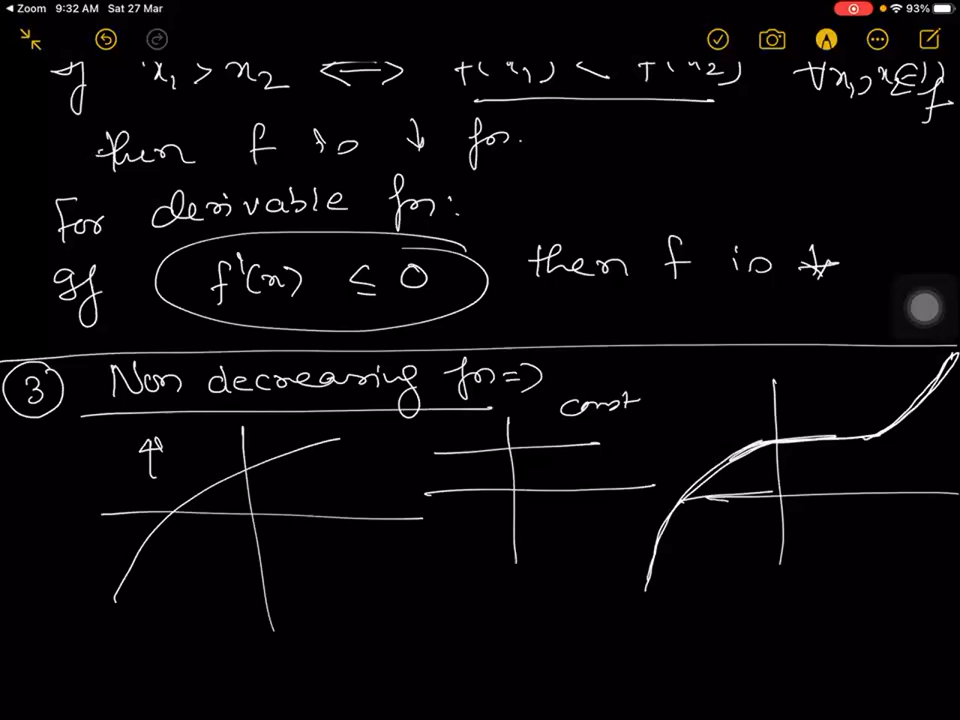 Zoom 9:32 AM Sat 27 Mar 93%
If x₁ > x₂ ⟺ f(x₁) < f(x₂) ∀x₁, x₂∈D_f
then f is ↓ fn.
For derivable fn:
If f'(x) ≤ 0 then f is ↓
③ Non decreasing fn⇒
↑ const